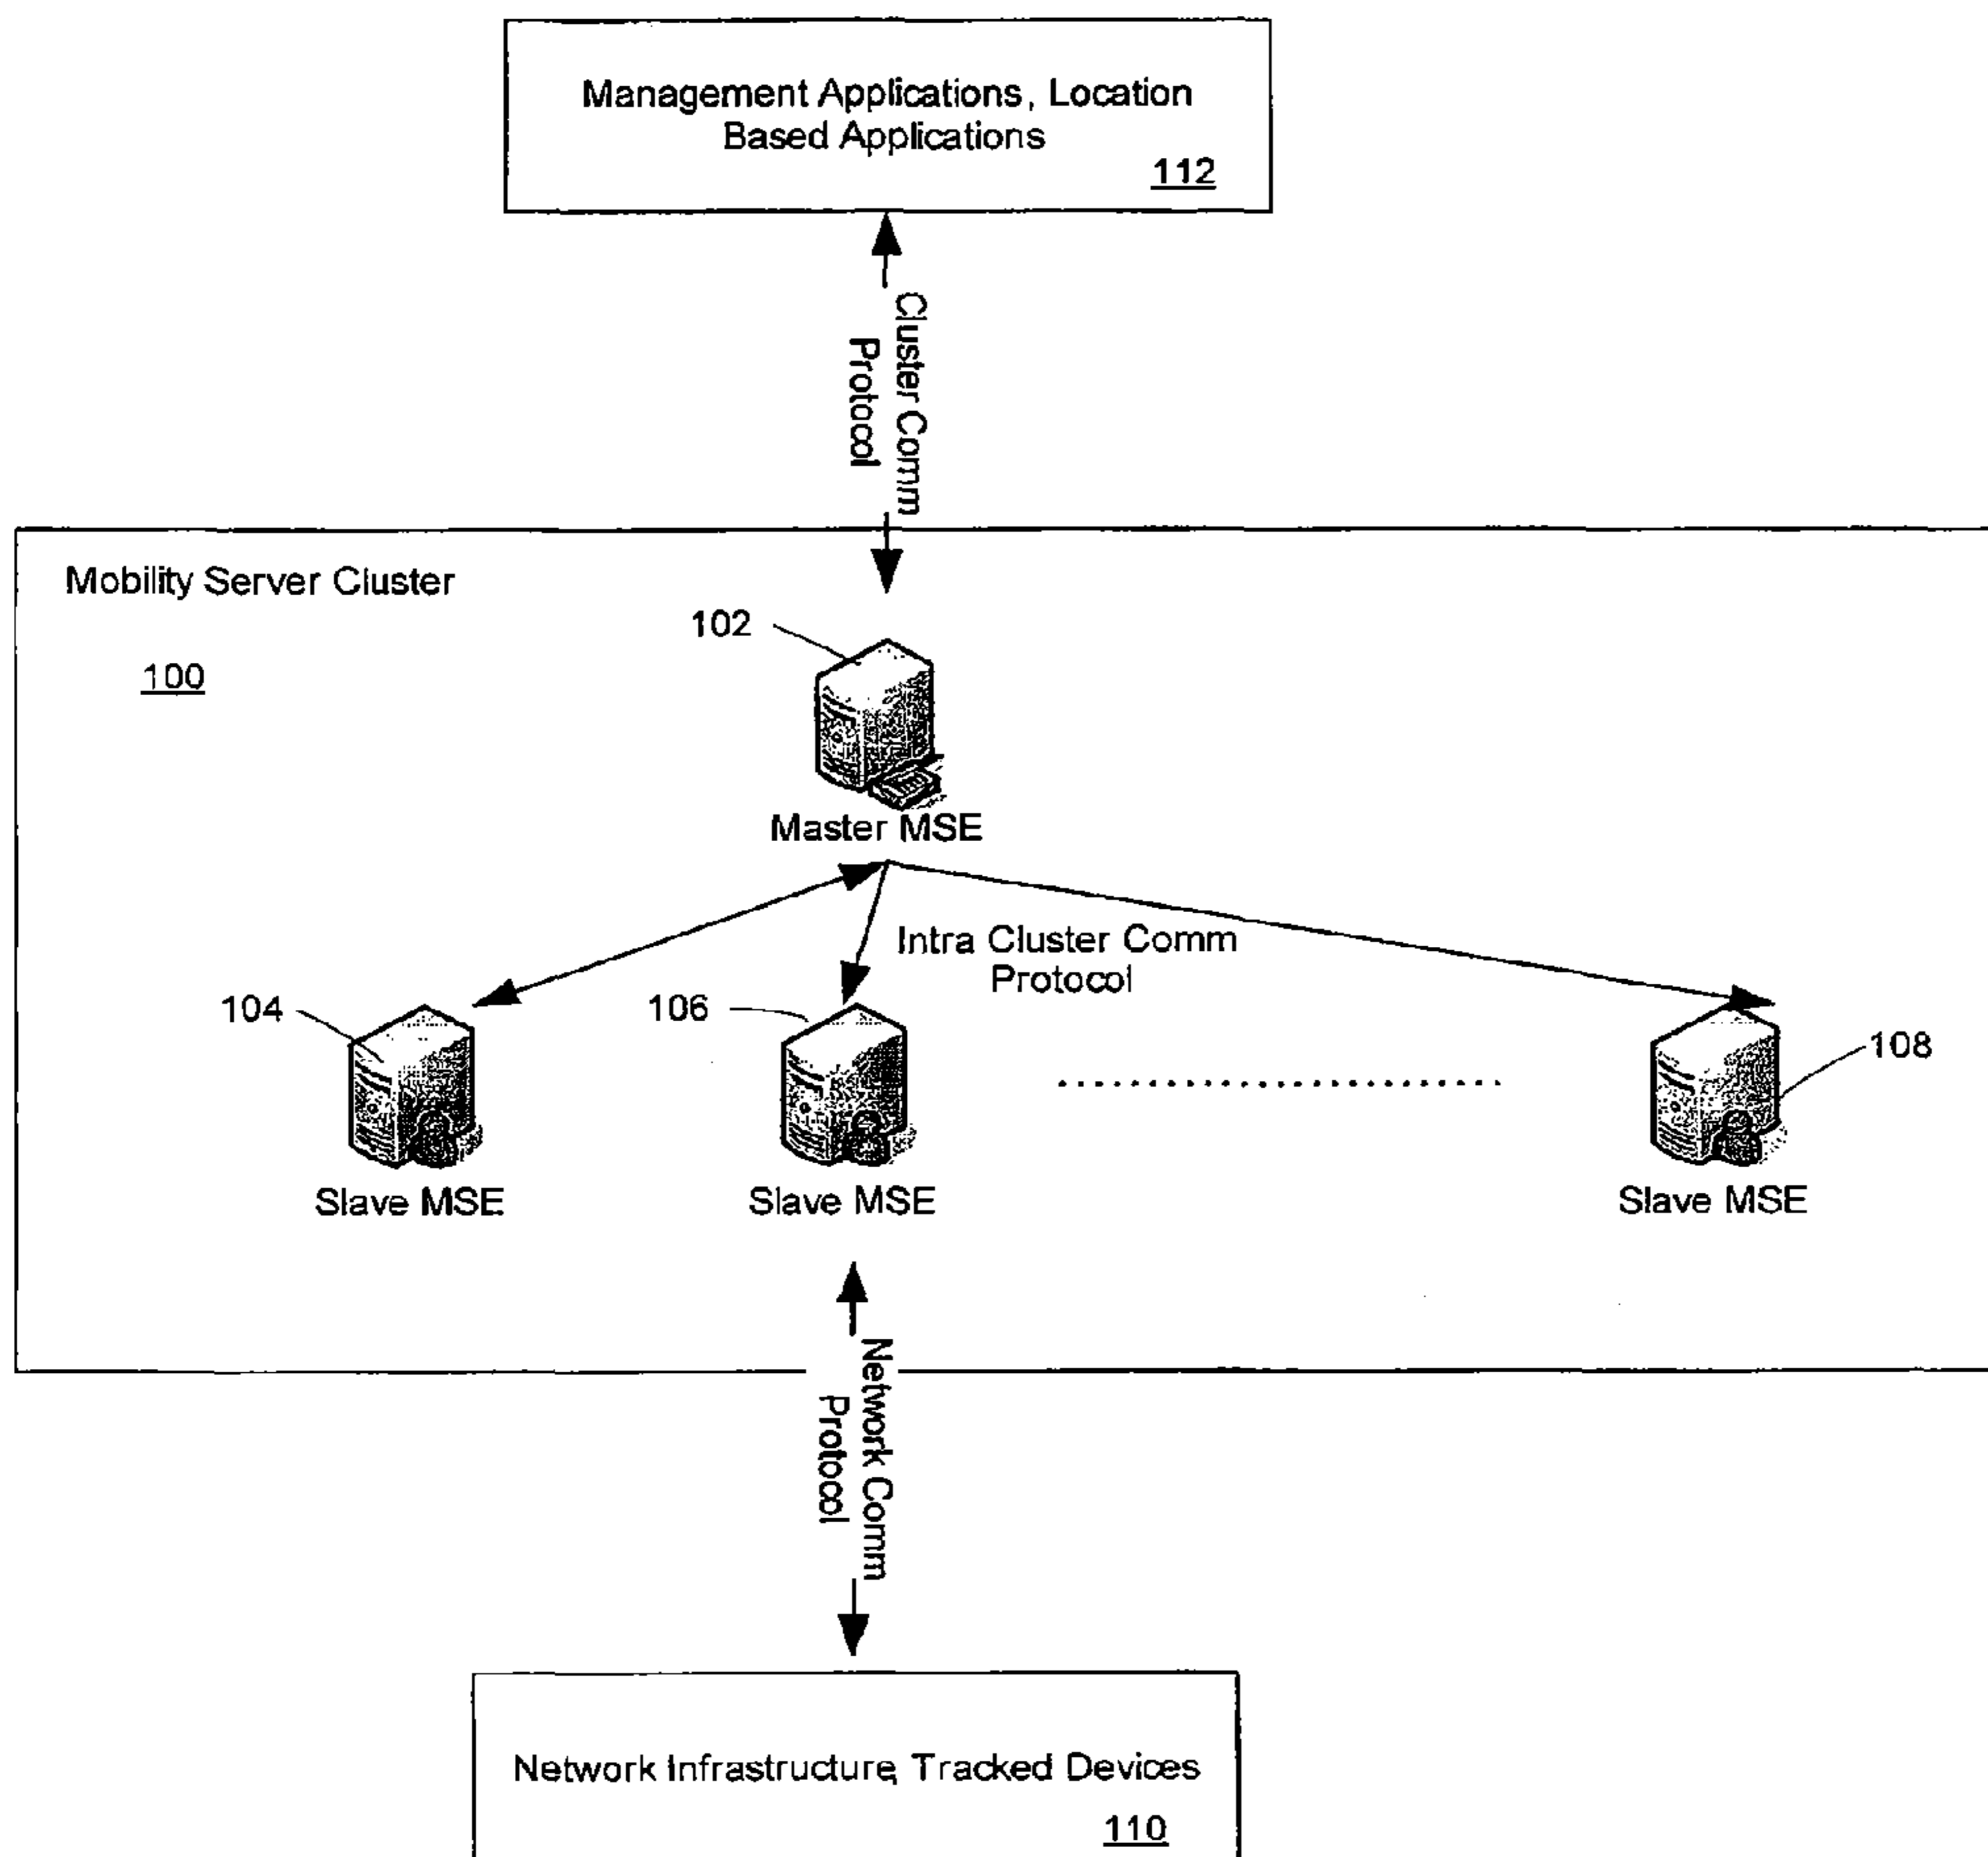 Management Applications, Location
Based Applications
112
Cluster Comm
Protocol
Mobility Server Cluster
100
102
Master MSE
Intra Cluster Comm
Protocol
104
106
108
Slave MSE
Slave MSE
Slave MSE
Network Comm
Protocol
Network Infrastructure, Tracked Devices
110